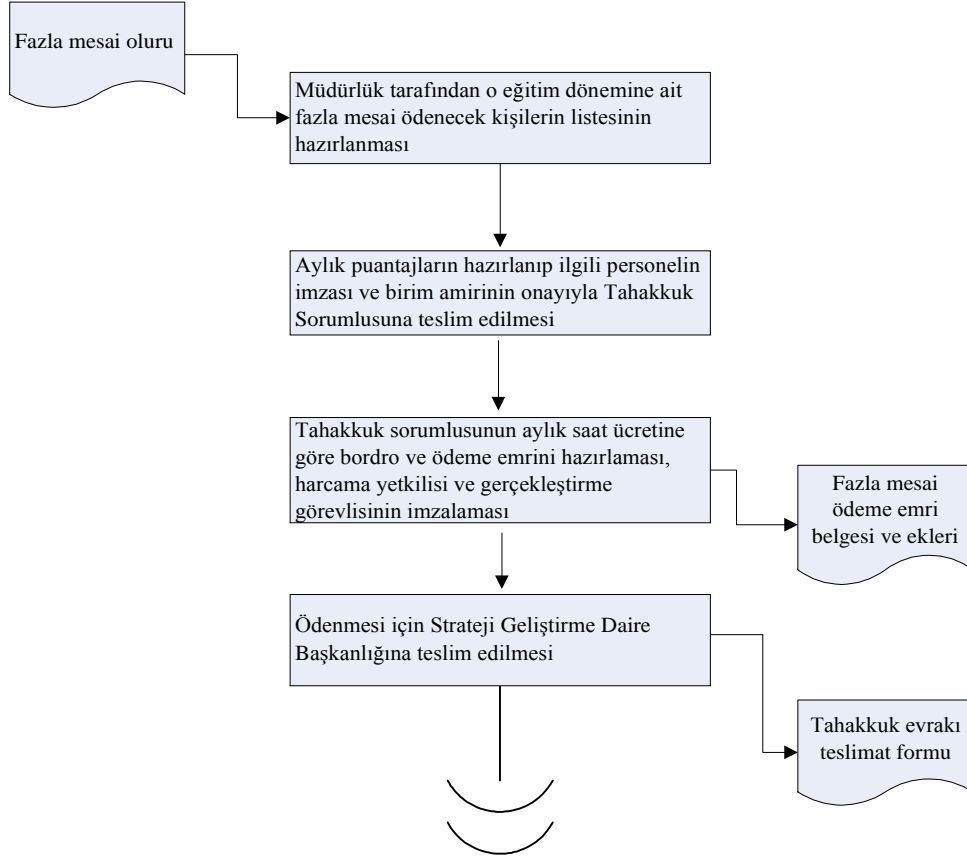 Fazla mesai oluru
Müdürlük tarafından o eğitim dönemine ait
fazla mesai ödenecek kişilerin listesinin
hazırlanması
Aylık puantajların hazırlanıp ilgili personelin
imzası ve birim amirinin onayıyla Tahakkuk
Sorumlusuna teslim edilmesi
Tahakkuk sorumlusunun aylık saat ücretine
göre bordro ve ödeme emrini hazırlaması,
harcama yetkilisi ve gerçekleştirme
görevlisinin imzalaması
Fazla mesai
ödeme emri
belgesi ve ekleri
Ödenmesi için Strateji Geliştirme Daire
Başkanlığına teslim edilmesi
Tahakkuk evrakı
teslimat formu